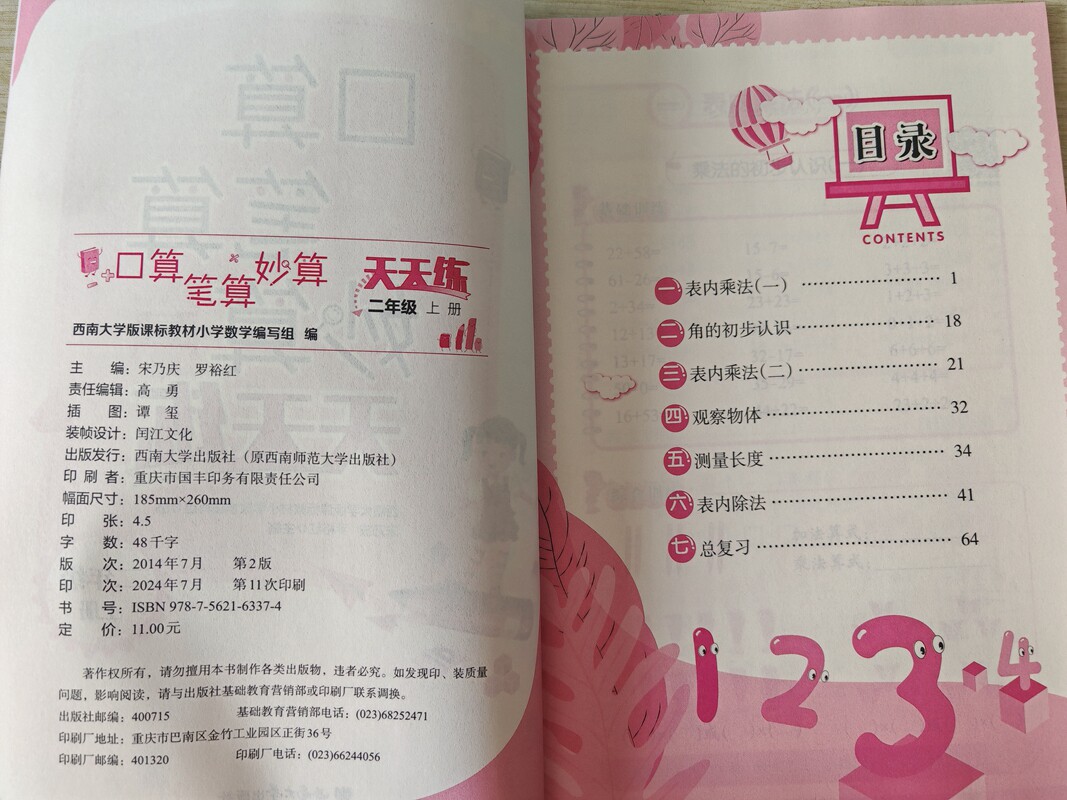 口算 笔算 妙算 天天练
二年级 上册
西南大学版课标教材小学数学编写组 编
主 编：宋乃庆 罗裕红
责任编辑：高 勇
插 图：谭 玺
装帧设计：闰江文化
出版发行：西南大学出版社（原西南师范大学出版社）
印 刷 者：重庆市国丰印务有限责任公司
幅面尺寸：185mm×260mm
印 张：4.5
字 数：48千字
版 次：2014年7月 第2版
印 次：2024年7月 第11次印刷
书 号：ISBN 978-7-5621-6337-4
定 价：11.00元
著作权所有，请勿擅用本书制作各类出版物，违者必究。如发现印、装质量
问题，影响阅读，请与出版社基础教育营销部或印刷厂联系调换。
出版社邮编：400715 基础教育营销部电话：(023)68252471
印刷厂地址：重庆市巴南区金竹工业园区正街36号
印刷厂邮编：401320 印刷厂电话：(023)66244056
目录
CONTENTS
一 表内乘法(一) ·················· 1
二 角的初步认识 ·················· 18
三 表内乘法(二) ·················· 21
四 观察物体 ·················· 32
五 测量长度 ·················· 34
六 表内除法 ·················· 41
七 总复习 ·················· 64
1 2 3 4